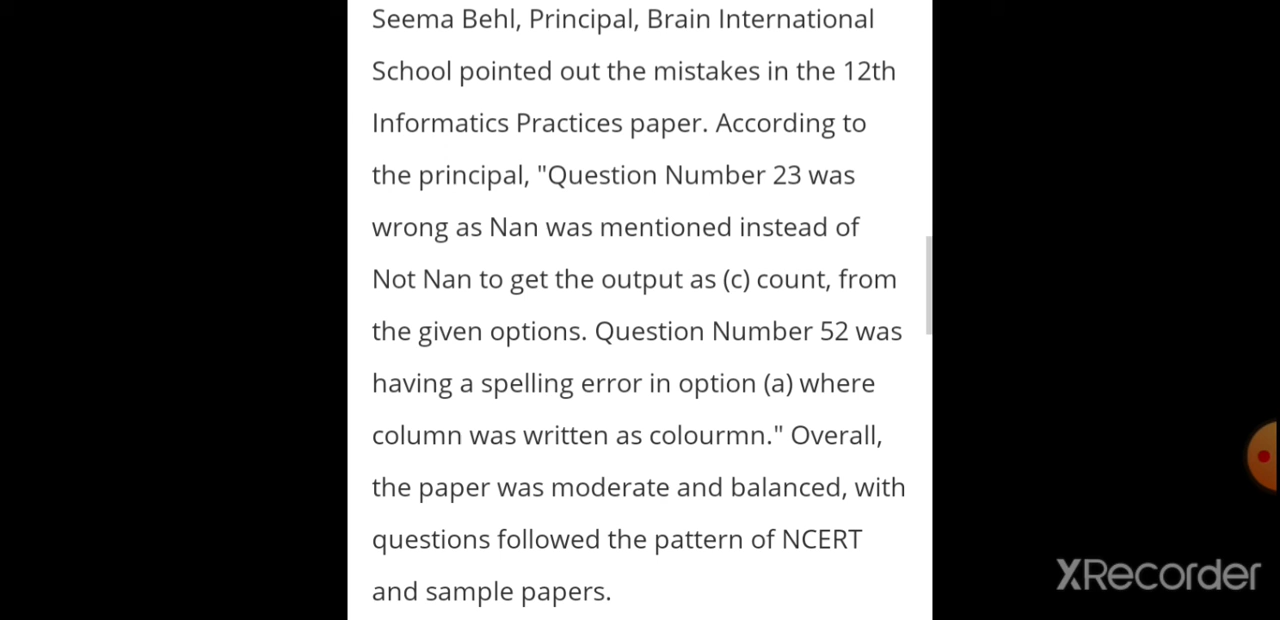 Seema Behl, Principal, Brain International
School pointed out the mistakes in the 12th
Informatics Practices paper. According to
the principal, "Question Number 23 was
wrong as Nan was mentioned instead of
Not Nan to get the output as (c) count, from
the given options. Question Number 52 was
having a spelling error in option (a) where
column was written as colourmn." Overall,
the paper was moderate and balanced, with
questions followed the pattern of NCERT
and sample papers.
XRecorder